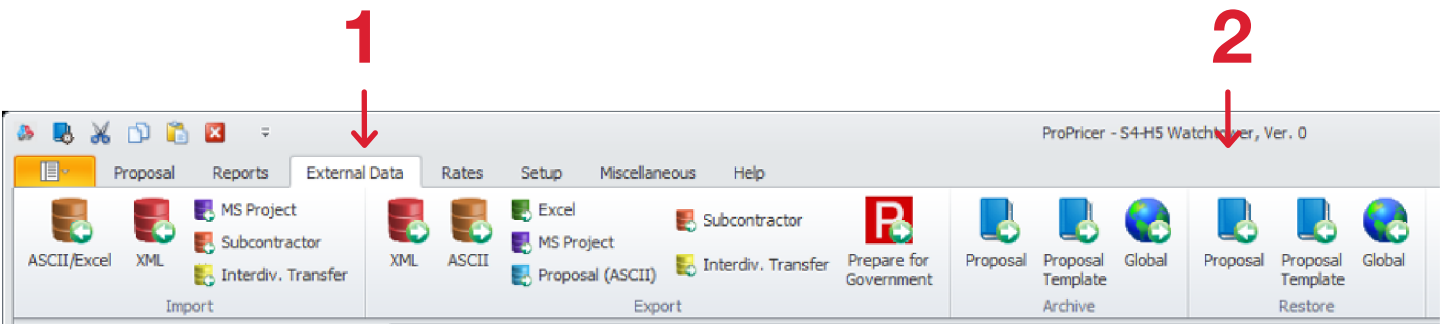 1
2
ProPricer - S4-H5 Watchtower, Ver. 0
Proposal Reports External Data Rates Setup Miscellaneous Help
ASCII/Excel
XML
MS Project
Subcontractor
Interdiv. Transfer
Import
XML
ASCII
Excel
MS Project
Proposal (ASCII)
Subcontractor
Interdiv. Transfer
P
Prepare for
Government
Export
Proposal
Proposal
Template
Global
Archive
Proposal
Proposal
Template
Global
Restore